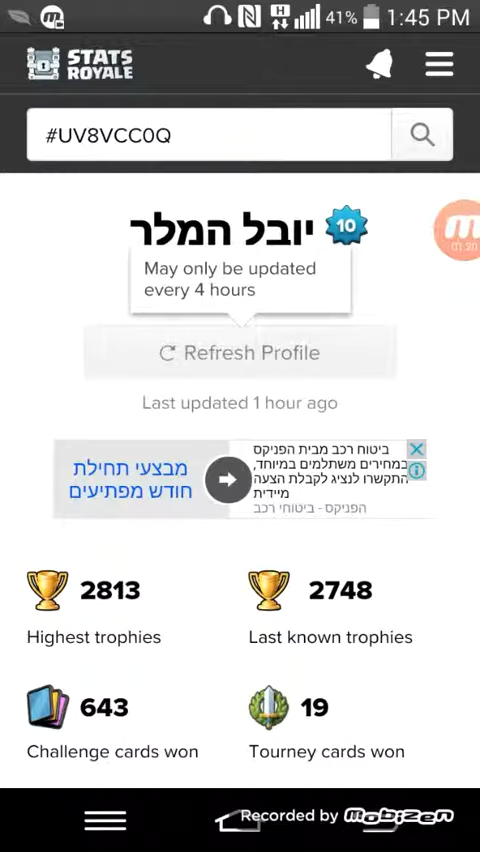 41% 1:45 PM
STATS
ROYALE
#UV8VCC0Q
יובל המלר 10
01:20
May only be updated
every 4 hours
Refresh Profile
Last updated 1 hour ago
מבצעי תחילת
חודש מפתיעים
ביטוח רכב מבית הפניקס
במחירים משתלמים במיוחד,
התקשרו לנציג לקבלת הצעה
מיידית
הפניקס - ביטוחי רכב
2813
Highest trophies
2748
Last known trophies
643
Challenge cards won
19
Tourney cards won
Recorded by Mobizen